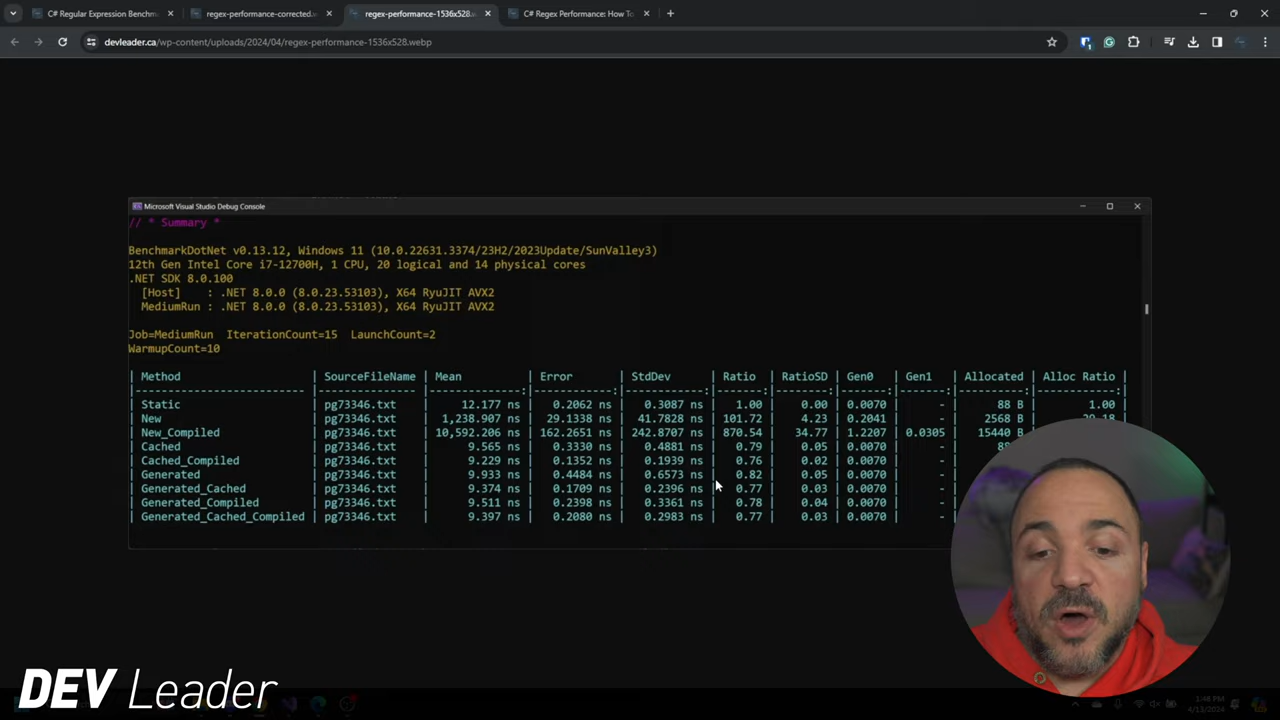 C# Regular Expression Benchm
regex-performance-corrected.w
regex-performance-1536x528.w
C# Regex Performance: How To
devleader.ca/wp-content/uploads/2024/04/regex-performance-1536x528.webp
Microsoft Visual Studio Debug Console
// * Summary *
BenchmarkDotNet v0.13.12, Windows 11 (10.0.22631.3374/23H2/2023Update/SunValley3)
12th Gen Intel Core i7-12700H, 1 CPU, 20 logical and 14 physical cores
.NET SDK 8.0.100
[Host] : .NET 8.0.0 (8.0.23.53103), X64 RyuJIT AVX2
MediumRun : .NET 8.0.0 (8.0.23.53103), X64 RyuJIT AVX2
Job=MediumRun IterationCount=15 LaunchCount=2
WarmupCount=10
| Method | SourceFileName | Mean | Error | StdDev | Ratio | RatioSD | Gen0 | Gen1 | Allocated | Alloc Ratio |
| Static | pg73346.txt | 12.177 ns | 0.2062 ns | 0.3087 ns | 1.00 | 0.00 | 0.0070 | - | 88 B | 1.00 |
| New | pg73346.txt | 1,238.907 ns | 29.1338 ns | 41.7828 ns | 101.72 | 4.23 | 0.2041 | - | 2568 B | 29.18 |
| New_Compiled | pg73346.txt | 10,592.206 ns | 162.2651 ns | 242.8707 ns | 870.54 | 34.77 | 1.2207 | 0.0305 | 15440 B
| Cached | pg73346.txt | 9.565 ns | 0.3330 ns | 0.4881 ns | 0.79 | 0.05 | 0.0070 | -
| Cached_Compiled | pg73346.txt | 9.229 ns | 0.1352 ns | 0.1939 ns | 0.76 | 0.02 | 0.0070 | -
| Generated | pg73346.txt | 9.933 ns | 0.4484 ns | 0.6573 ns | 0.82 | 0.05 | 0.0070 | -
| Generated_Cached | pg73346.txt | 9.374 ns | 0.1709 ns | 0.2396 ns | 0.77 | 0.03 | 0.0070 | -
| Generated_Compiled | pg73346.txt | 9.511 ns | 0.2398 ns | 0.3361 ns | 0.78 | 0.04 | 0.0070 | -
| Generated_Cached_Compiled | pg73346.txt | 9.397 ns | 0.2080 ns | 0.2983 ns | 0.77 | 0.03 | 0.0070 | -
DEV Leader
1:48 PM
4/13/2024